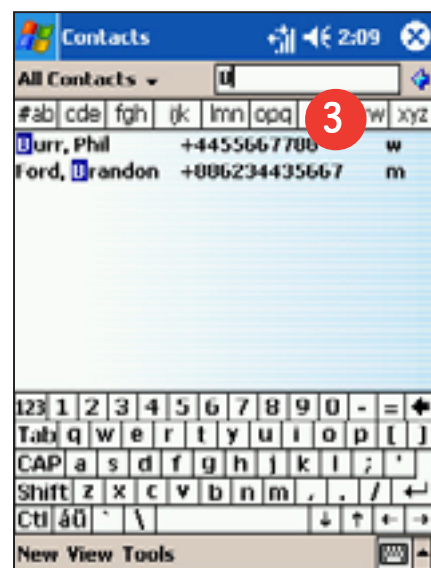 Contacts 2:09
All Contacts B
#ab cde fgh ijk lmn opq 3 w xyz
Burr, Phil +4455667788 w
Ford, Brandon +886234435667 m
123 1 2 3 4 5 6 7 8 9 0 - =
Tab q w e r t y u i o p [ ]
CAP a s d f g h j k l ; '
Shift z x c v b n m , . /
Ctl áü ` \
New View Tools